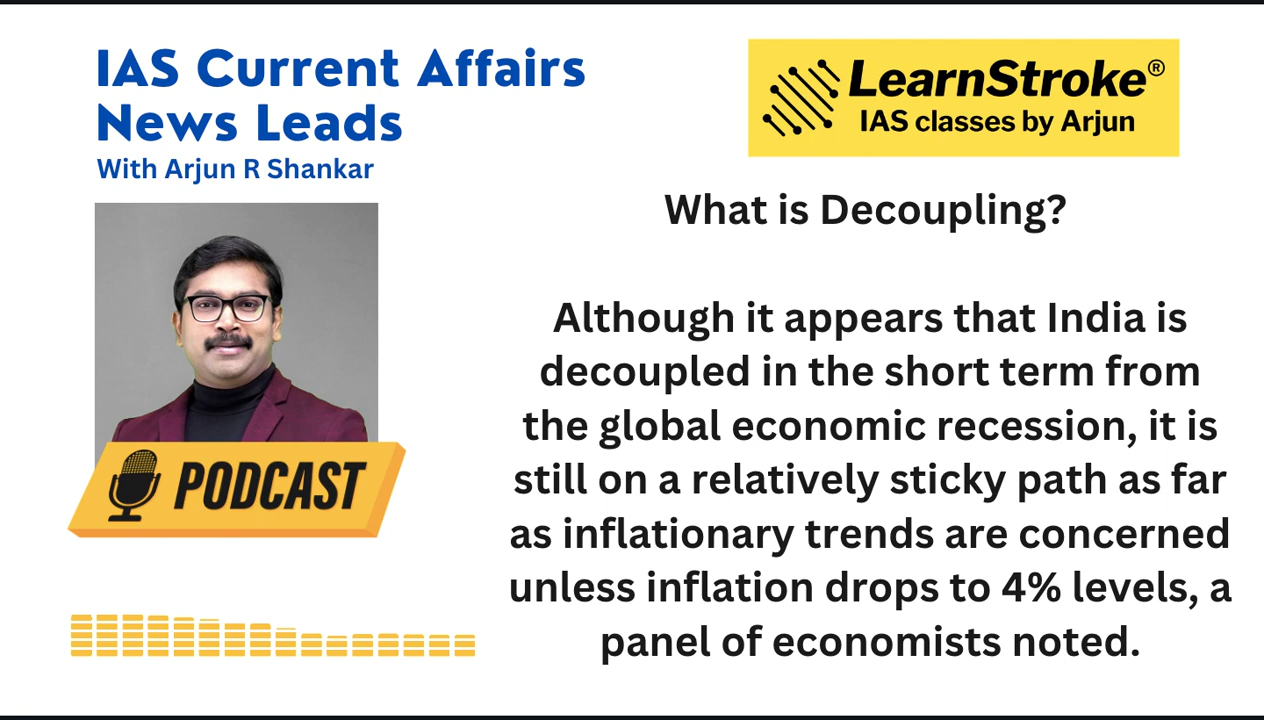 IAS Current Affairs
News Leads
With Arjun R Shankar
PODCAST
LearnStroke®
IAS classes by Arjun
What is Decoupling?
Although it appears that India is
decoupled in the short term from
the global economic recession, it is
still on a relatively sticky path as far
as inflationary trends are concerned
unless inflation drops to 4% levels, a
panel of economists noted.